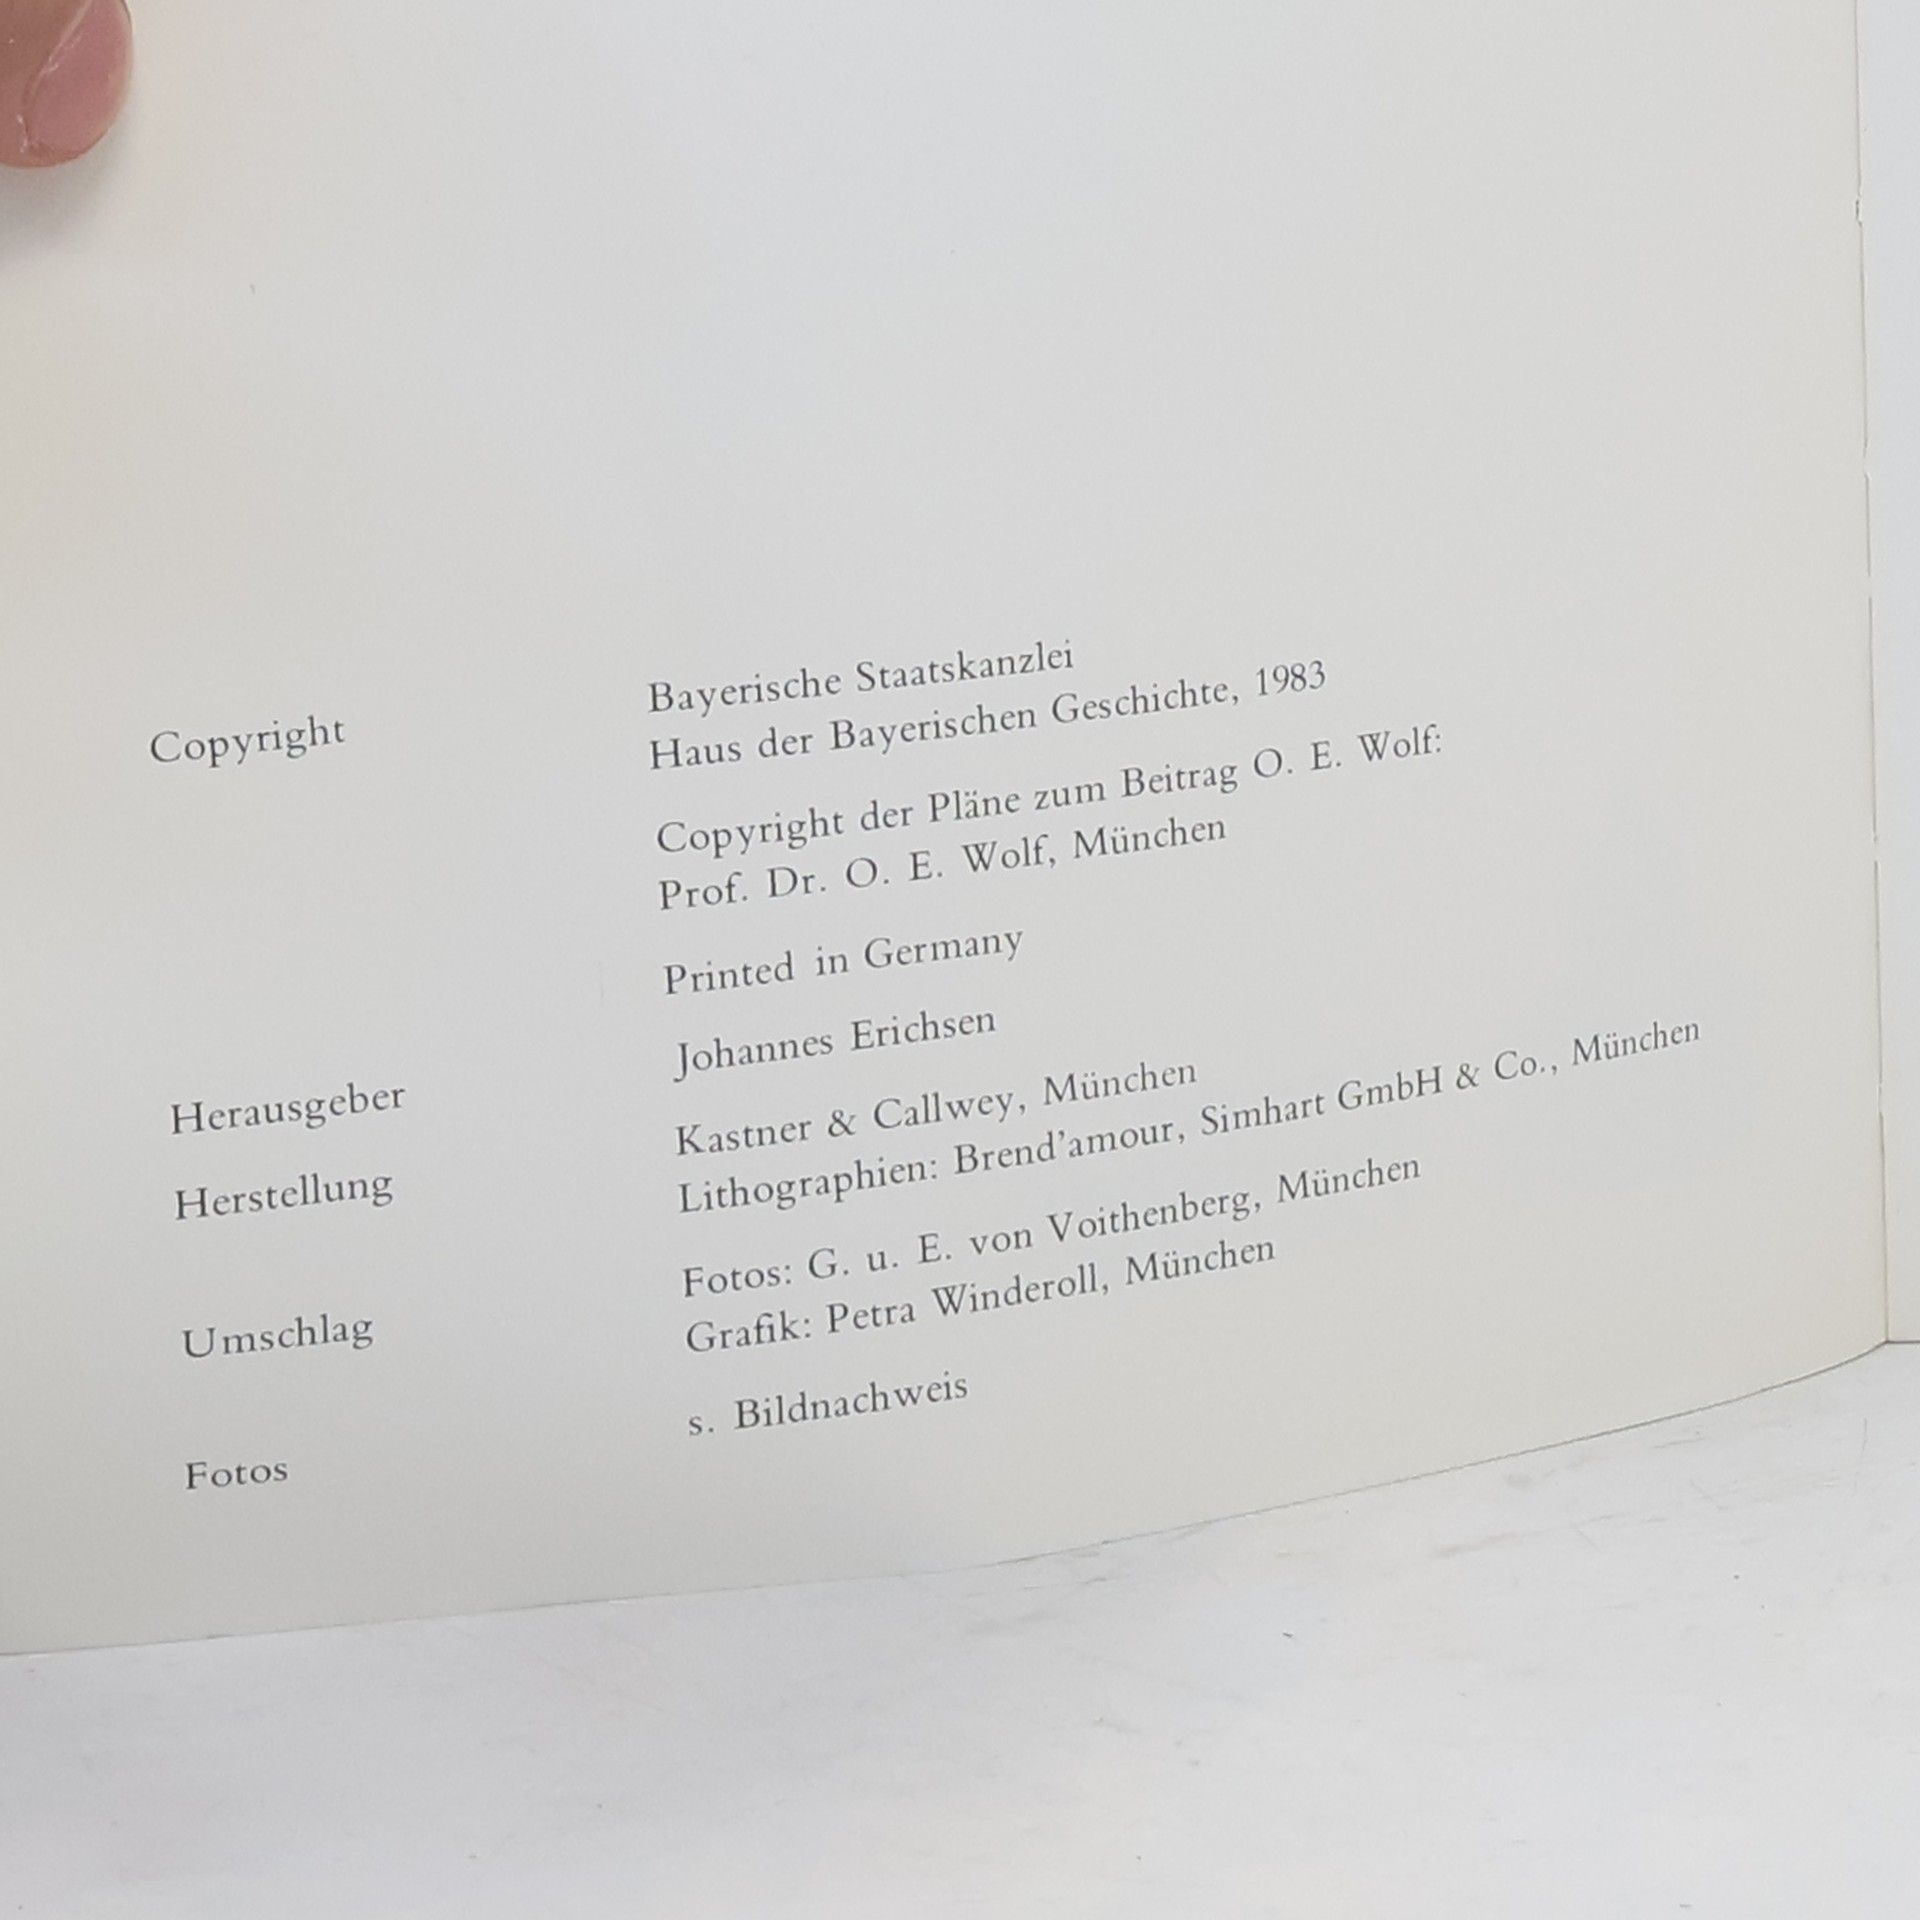 Copyright
Bayerische Staatskanzlei
Haus der Bayerischen Geschichte, 1983
Copyright der Pläne zum Beitrag O. E. Wolf:
Prof. Dr. O. E. Wolf, München
Printed in Germany
Herausgeber
Johannes Erichsen
Herstellung
Kastner & Callwey, München
Lithographien: Brend'amour, Simhart GmbH & Co., München
Umschlag
Fotos: G. u. E. von Voithenberg, München
Grafik: Petra Winderoll, München
Fotos
s. Bildnachweis